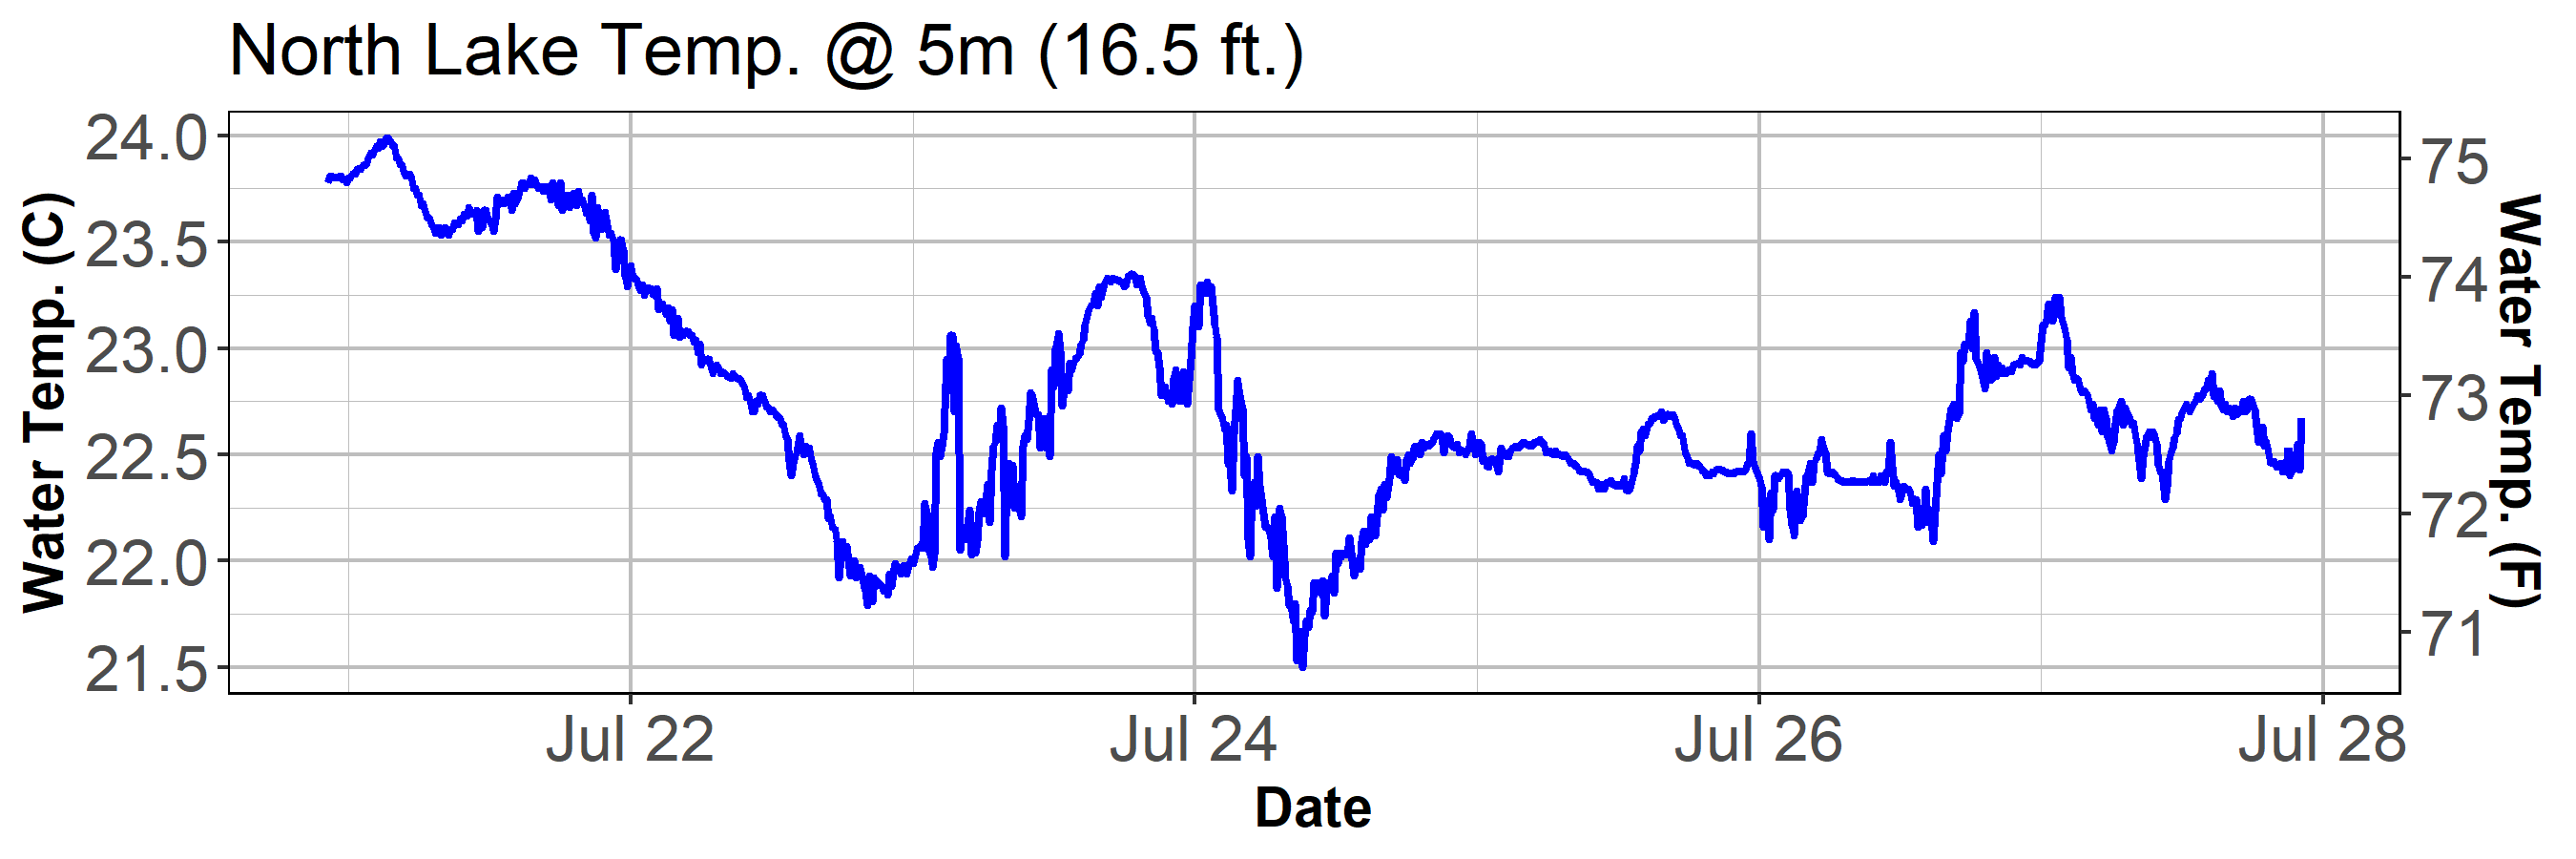 North Lake Temp. @ 5m (16.5 ft.)
Water Temp. (C)
24.0
23.5
23.0
22.5
22.0
21.5
75
74
73
72
71
Water Temp. (F)
Jul 22 Jul 24 Jul 26 Jul 28
Date